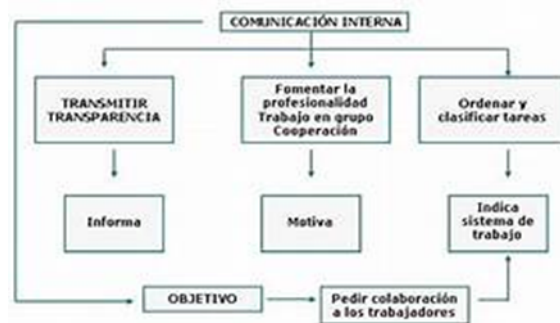 COMUNICACIÓN INTERNA
TRANSMITIR
TRANSPARENCIA
Fomentar la
profesionalidad
Trabajo en grupo
Cooperación
Ordenar y
clasificar tareas
Informa
Motiva
Indica
sistema de
trabajo
OBJETIVO
Pedir colaboración
a los trabajadores